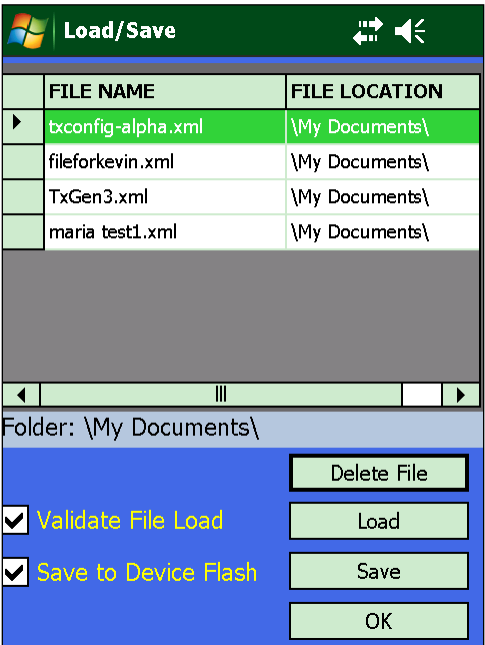 Load/Save
FILE NAME FILE LOCATION
txconfig-alpha.xml \My Documents\
fileforkevin.xml \My Documents\
TxGen3.xml \My Documents\
maria test1.xml \My Documents\
Folder: \My Documents\
Delete File
Validate File Load Load
Save to Device Flash Save
OK